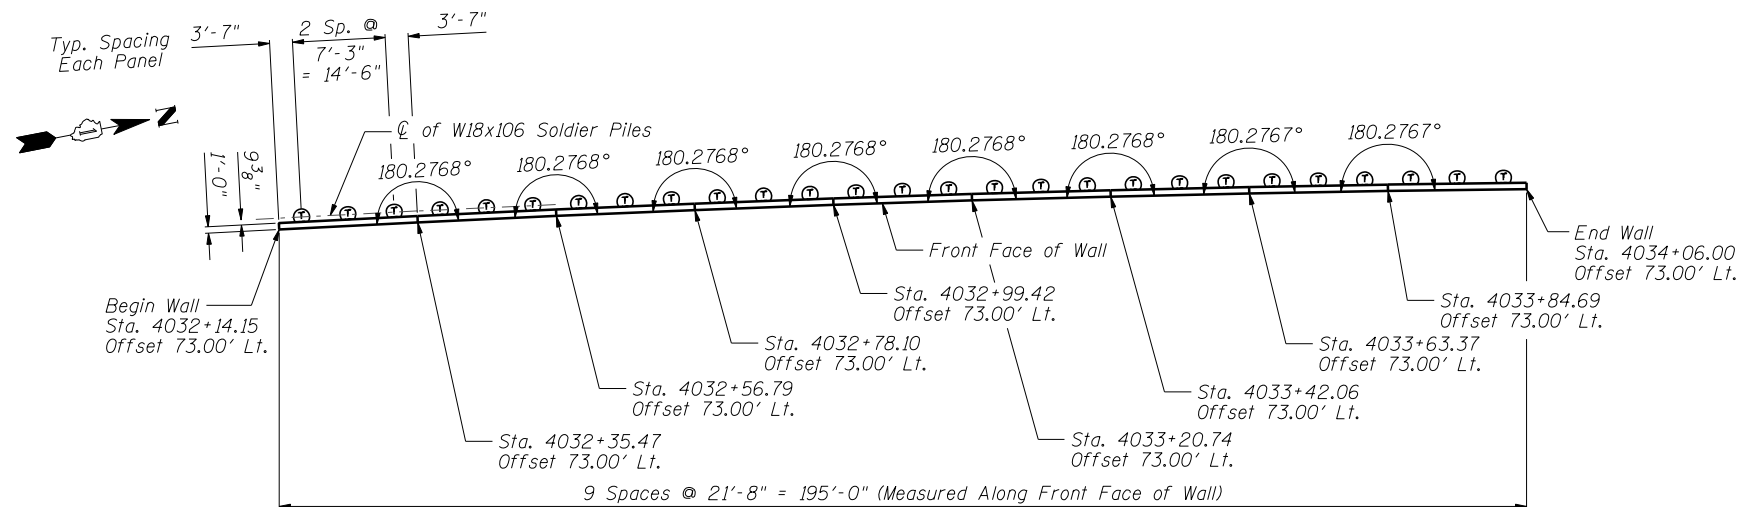 Typ. Spacing
Each Panel
3'-7"
2 Sp. @
7'-3"
= 14'-6"
3'-7"
N
1
℄ of W18x106 Soldier Piles
1'-0"
9 3/8"
180.2768°
180.2768°
180.2768°
180.2768°
180.2768°
180.2768°
180.2767°
180.2767°
T T T T T T T T T T T T T T T T T T T T T T T T T T T
Front Face of Wall
Begin Wall
Sta. 4032+14.15
Offset 73.00' Lt.
Sta. 4032+35.47
Offset 73.00' Lt.
Sta. 4032+56.79
Offset 73.00' Lt.
Sta. 4032+78.10
Offset 73.00' Lt.
Sta. 4032+99.42
Offset 73.00' Lt.
Sta. 4033+20.74
Offset 73.00' Lt.
Sta. 4033+42.06
Offset 73.00' Lt.
Sta. 4033+63.37
Offset 73.00' Lt.
Sta. 4033+84.69
Offset 73.00' Lt.
End Wall
Sta. 4034+06.00
Offset 73.00' Lt.
9 Spaces @ 21'-8" = 195'-0" (Measured Along Front Face of Wall)